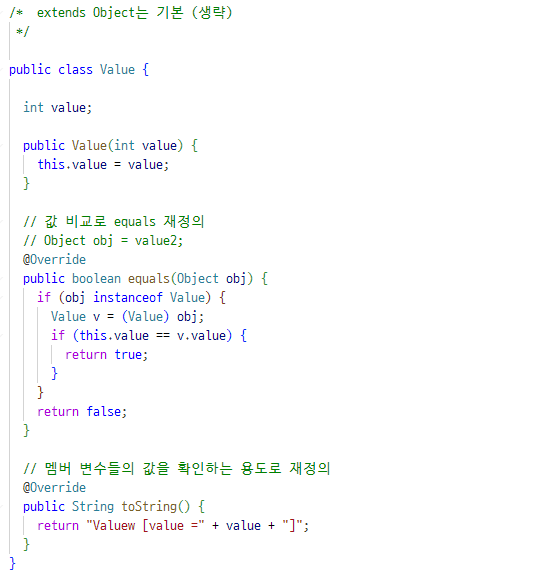 /*  extends Object는 기본 (생략)
 */
public class Value {
  int value;
  public Value(int value) {
    this.value = value;
  }
  // 값 비교로 equals 재정의
  // Object obj = value2;
  @Override
  public boolean equals(Object obj) {
    if (obj instanceof Value) {
      Value v = (Value) obj;
      if (this.value == v.value) {
        return true;
      }
    }
    return false;
  }
  // 멤버 변수들의 값을 확인하는 용도로 재정의
  @Override
  public String toString() {
    return "Valuew [value =" + value + "]";
  }
}